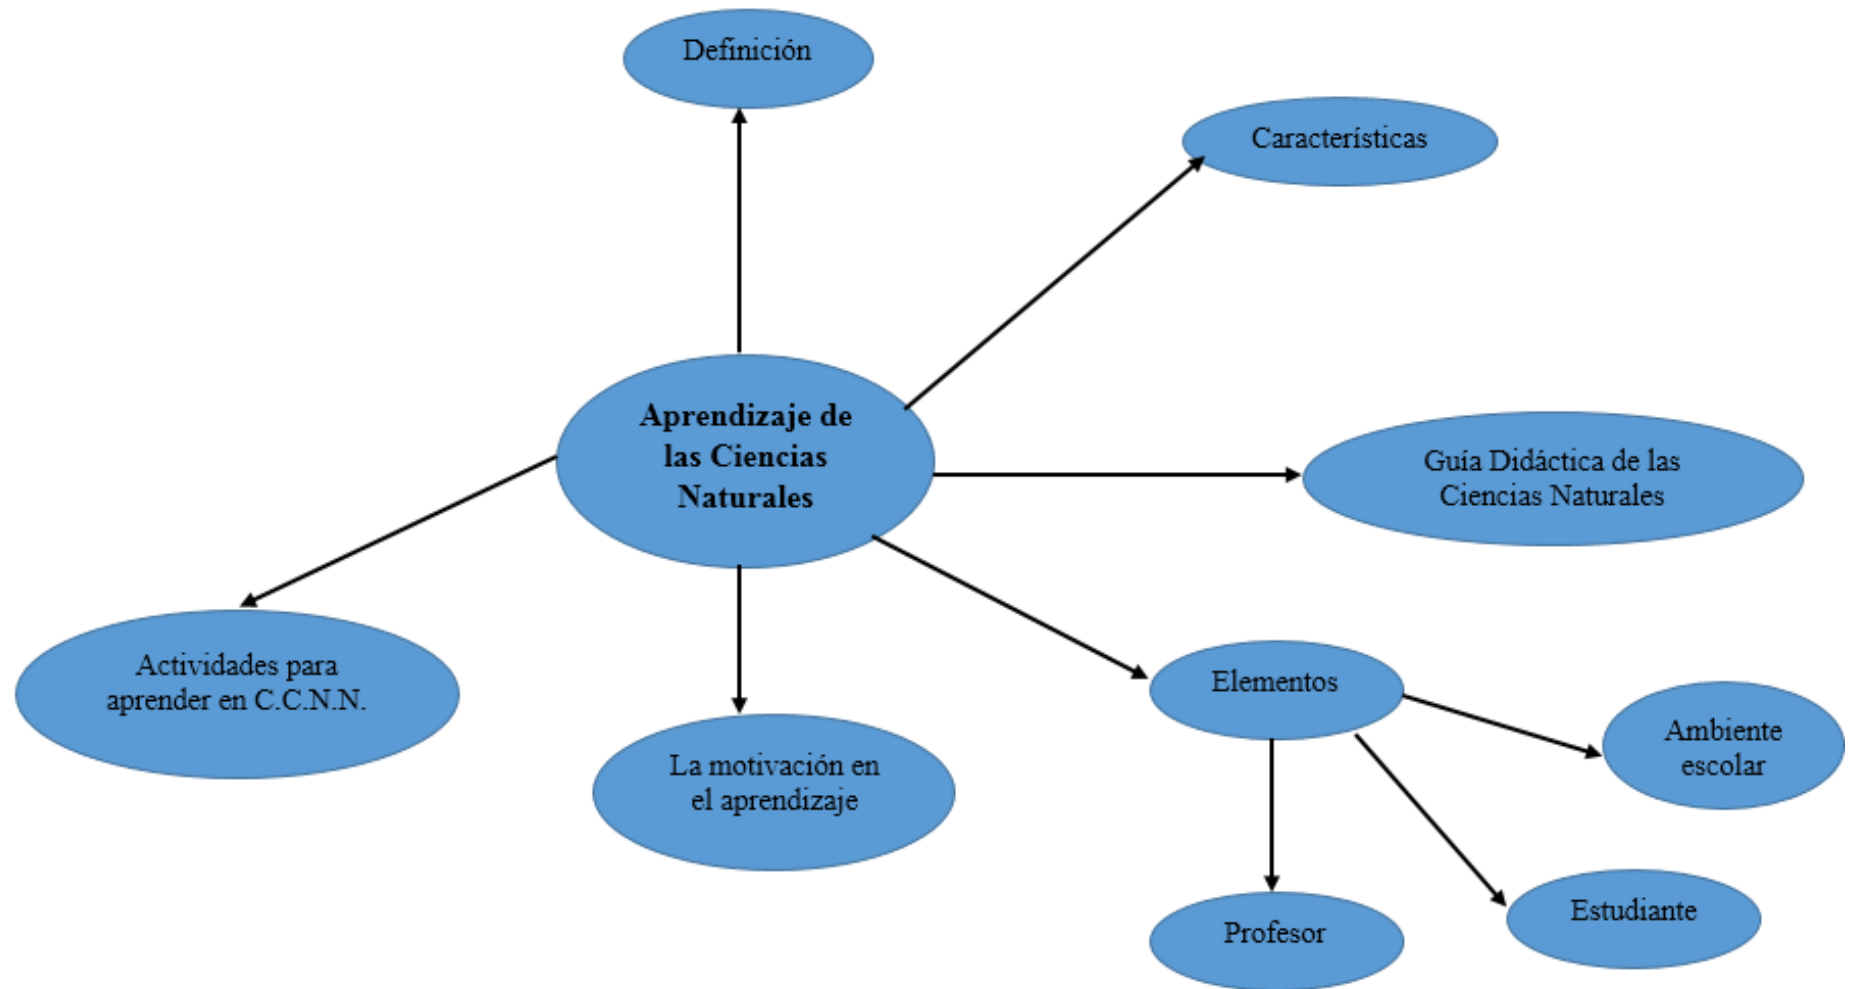 Definición
Características
Aprendizaje de
las Ciencias
Naturales
Guía Didáctica de las
Ciencias Naturales
Actividades para
aprender en C.C.N.N.
La motivación en
el aprendizaje
Elementos
Ambiente
escolar
Estudiante
Profesor